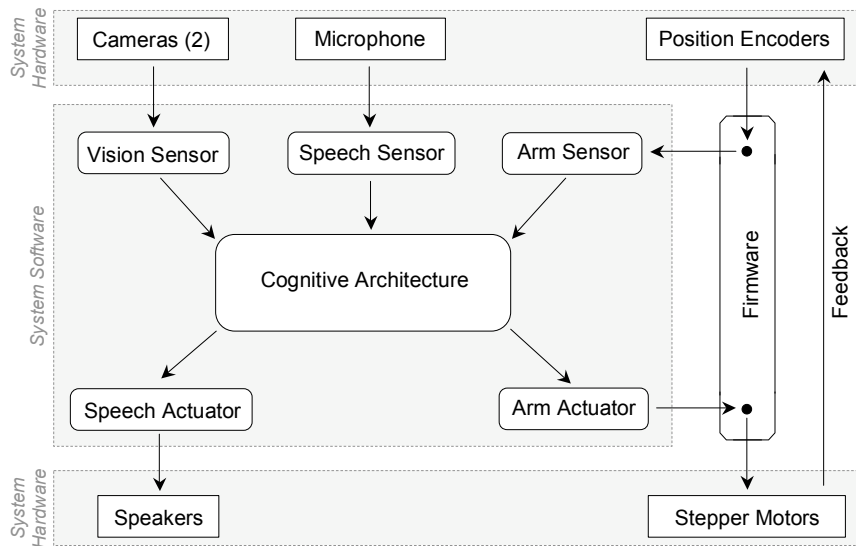 System
Hardware
Cameras (2)
Microphone
Position Encoders
System Software
Vision Sensor
Speech Sensor
Arm Sensor
Cognitive Architecture
Firmware
Feedback
Speech Actuator
Arm Actuator
System
Hardware
Speakers
Stepper Motors